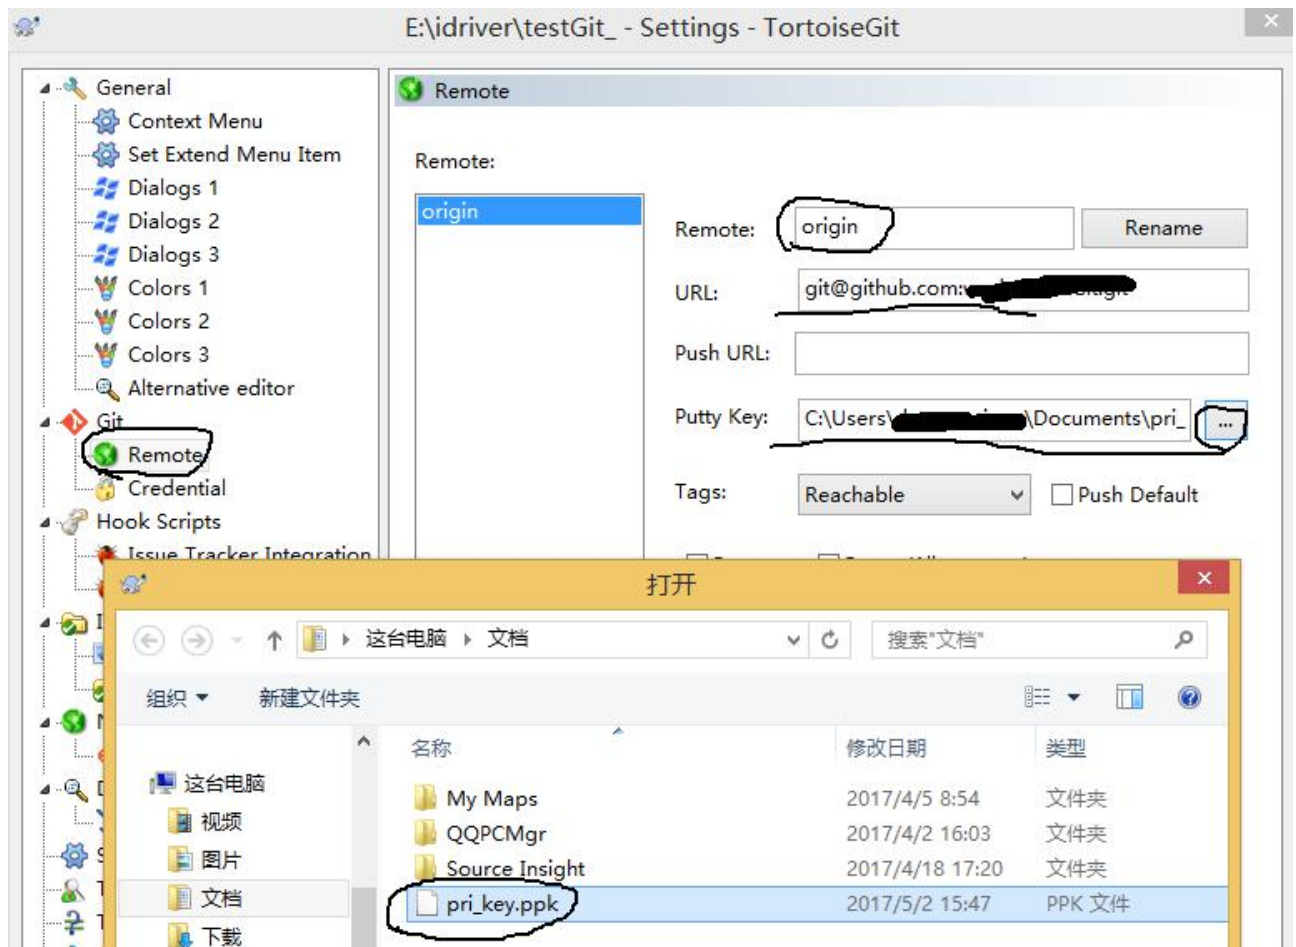 E:\idriver\testGit_ - Settings - TortoiseGit
General
Context Menu
Set Extend Menu Item
Dialogs 1
Dialogs 2
Dialogs 3
Colors 1
Colors 2
Colors 3
Alternative editor
Git
Remote
Credential
Hook Scripts
Issue Tracker Integration
Remote
Remote:
origin
Remote: origin Rename
URL: git@github.com:
Push URL:
Putty Key: C:\Users\ \Documents\pri_ ...
Tags: Reachable Push Default
打开
这台电脑 文档 搜索"文档"
组织 新建文件夹
名称 修改日期 类型
这台电脑
视频
图片
文档
下载
My Maps 2017/4/5 8:54 文件夹
QQPCMgr 2017/4/2 16:03 文件夹
Source Insight 2017/4/18 17:20 文件夹
pri_key.ppk 2017/5/2 15:47 PPK 文件